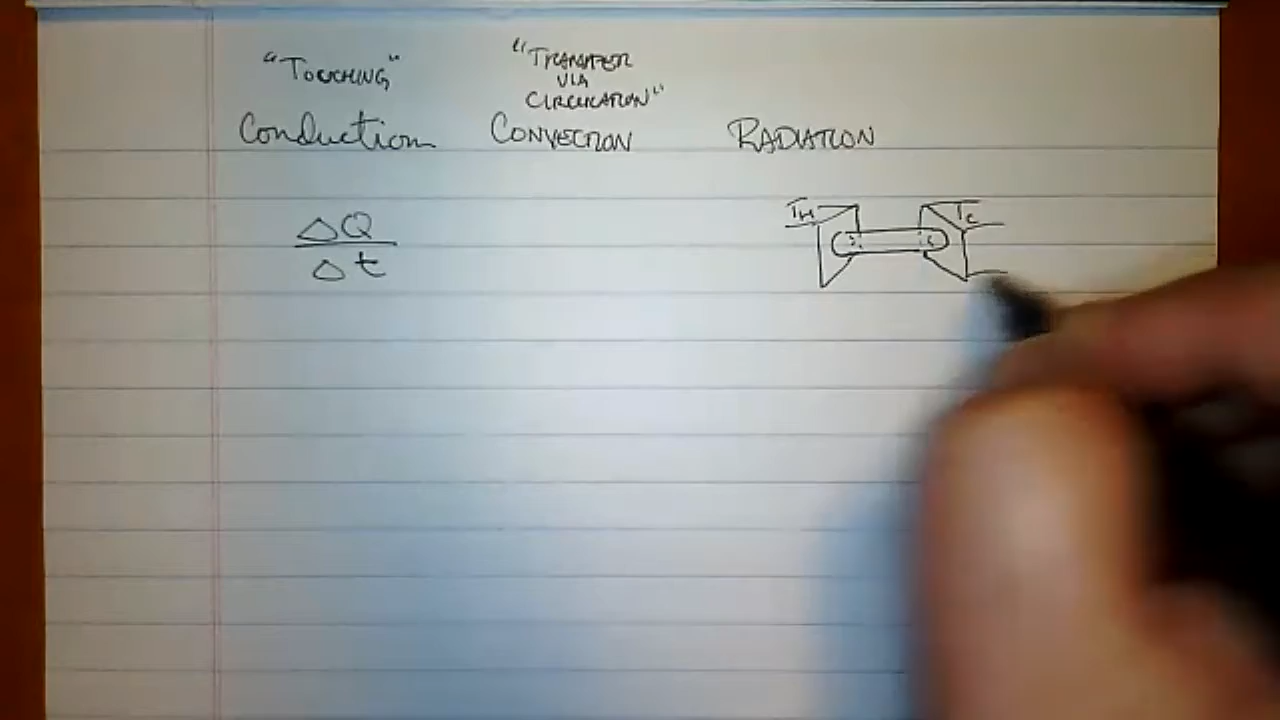 "TOUCHING"
"TRANSFER
VIA
CIRCULATION"
Conduction CONVECTION RADIATION
ΔQ
Δt
TH TC